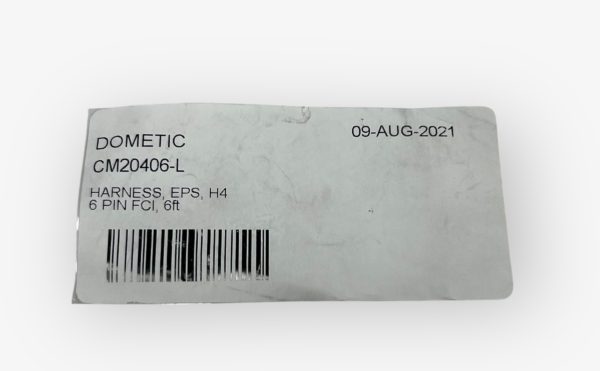 DOMETIC
09-AUG-2021
CM20406-L
HARNESS, EPS, H4
6 PIN FCI, 6ft